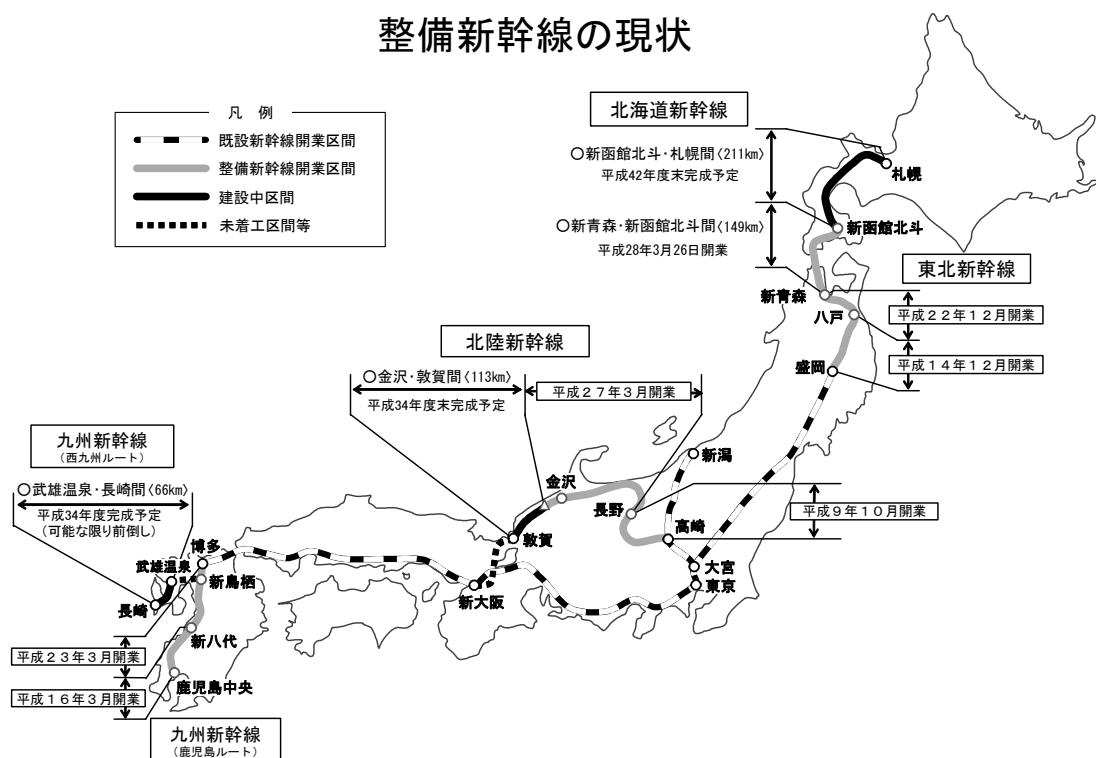 整備新幹線の現状
凡 例
既設新幹線開業区間
整備新幹線開業区間
建設中区間
未着工区間等
北海道新幹線
○新函館北斗・札幌間〈211km〉
平成42年度末完成予定
札幌
○新青森・新函館北斗間〈149km〉
平成28年3月26日開業
新函館北斗
東北新幹線
新青森
平成22年12月開業
八戸
平成14年12月開業
盛岡
北陸新幹線
○金沢・敦賀間〈113km〉
平成34年度末完成予定
平成27年3月開業
新潟
金沢
長野
平成9年10月開業
高崎
敦賀
大宮
東京
新大阪
九州新幹線
（西九州ルート）
○武雄温泉・長崎間〈66km〉
平成34年度完成予定
（可能な限り前倒し）
博多
武雄温泉
新鳥栖
長崎
新八代
平成23年3月開業
鹿児島中央
平成16年3月開業
九州新幹線
（鹿児島ルート）